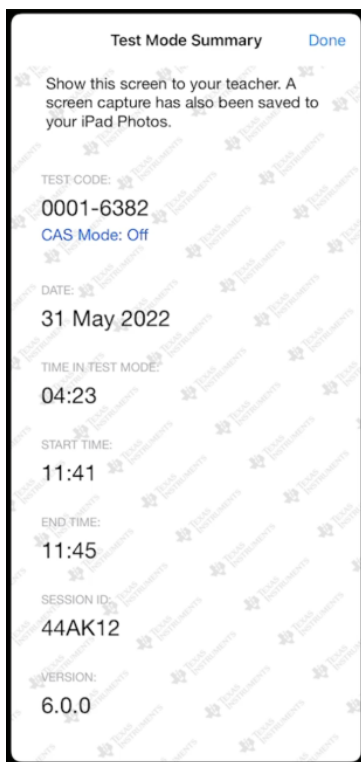 Test Mode Summary Done
Show this screen to your teacher. A
screen capture has also been saved to
your iPad Photos.
TEST CODE:
0001-6382
CAS Mode: Off
DATE:
31 May 2022
TIME IN TEST MODE:
04:23
START TIME:
11:41
END TIME:
11:45
SESSION ID:
44AK12
VERSION:
6.0.0
TEXAS INSTRUMENTS